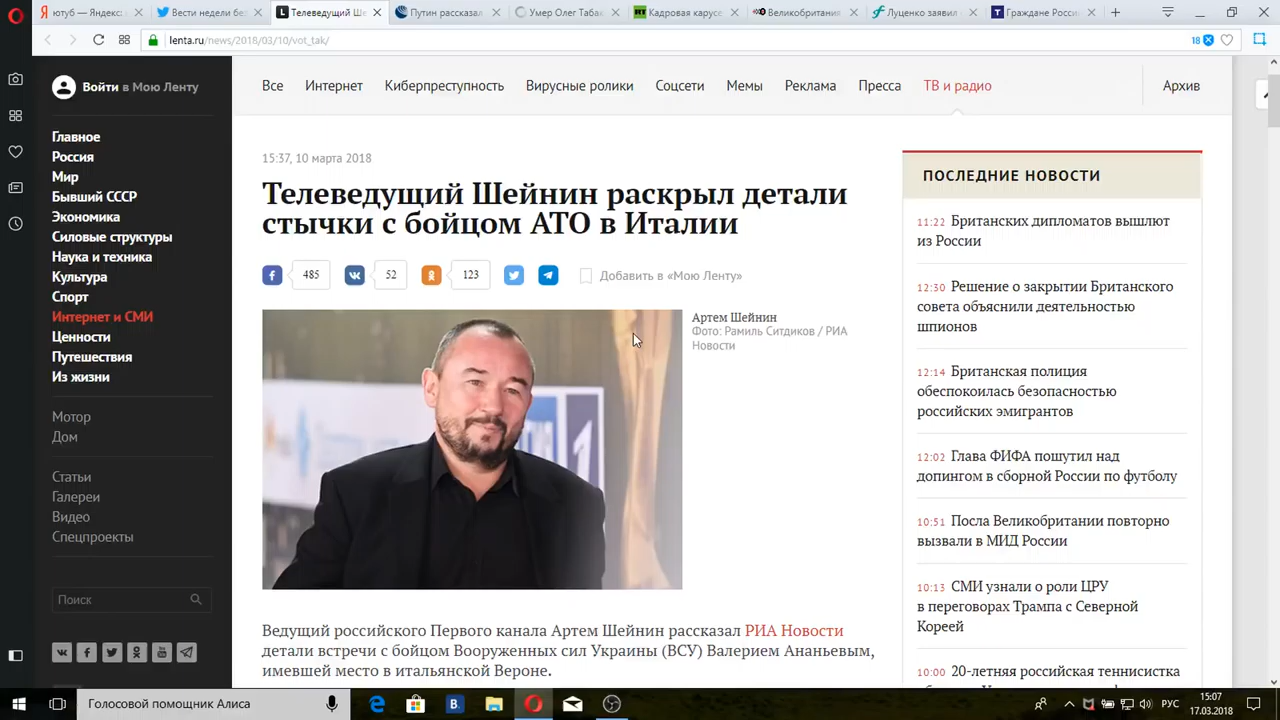 ютуб — Яндекс
Вести недели без
Телеведущий Ше
Путин рассказал
Умер Олег Табак
Кадровая карусе
Великобритания
Луценко заявил о
Граждане Росс
lenta.ru/news/2018/03/10/vot_tak/
18
Войти в Мою Ленту
Все Интернет Киберпреступность Вирусные ролики Соцсети Мемы Реклама Пресса ТВ и радио Архив
Главное
Россия
Мир
Бывший СССР
Экономика
Силовые структуры
Наука и техника
Культура
Спорт
Интернет и СМИ
Ценности
Путешествия
Из жизни
Мотор
Дом
Статьи
Галереи
Видео
Спецпроекты
Поиск
15:37, 10 марта 2018
Телеведущий Шейнин раскрыл детали
стычки с бойцом АТО в Италии
485 52 123 Добавить в «Мою Ленту»
Артем Шейнин
Фото: Рамиль Ситдиков / РИА
Новости
Ведущий российского Первого канала Артем Шейнин рассказал РИА Новости
детали встречи с бойцом Вооруженных сил Украины (ВСУ) Валерием Ананьевым,
имевшей место в итальянской Вероне.
ПОСЛЕДНИЕ НОВОСТИ
11:22 Британских дипломатов вышлют
из России
12:30 Решение о закрытии Британского
совета объяснили деятельностью
шпионов
12:14 Британская полиция
обеспокоилась безопасностью
российских эмигрантов
12:02 Глава ФИФА пошутил над
допингом в сборной России по футболу
10:51 Посла Великобритании повторно
вызвали в МИД России
10:13 СМИ узнали о роли ЦРУ
в переговорах Трампа с Северной
Кореей
10:00 20-летняя российская теннисистка
Голосовой помощник Алиса
РУС
15:07
17.03.2018